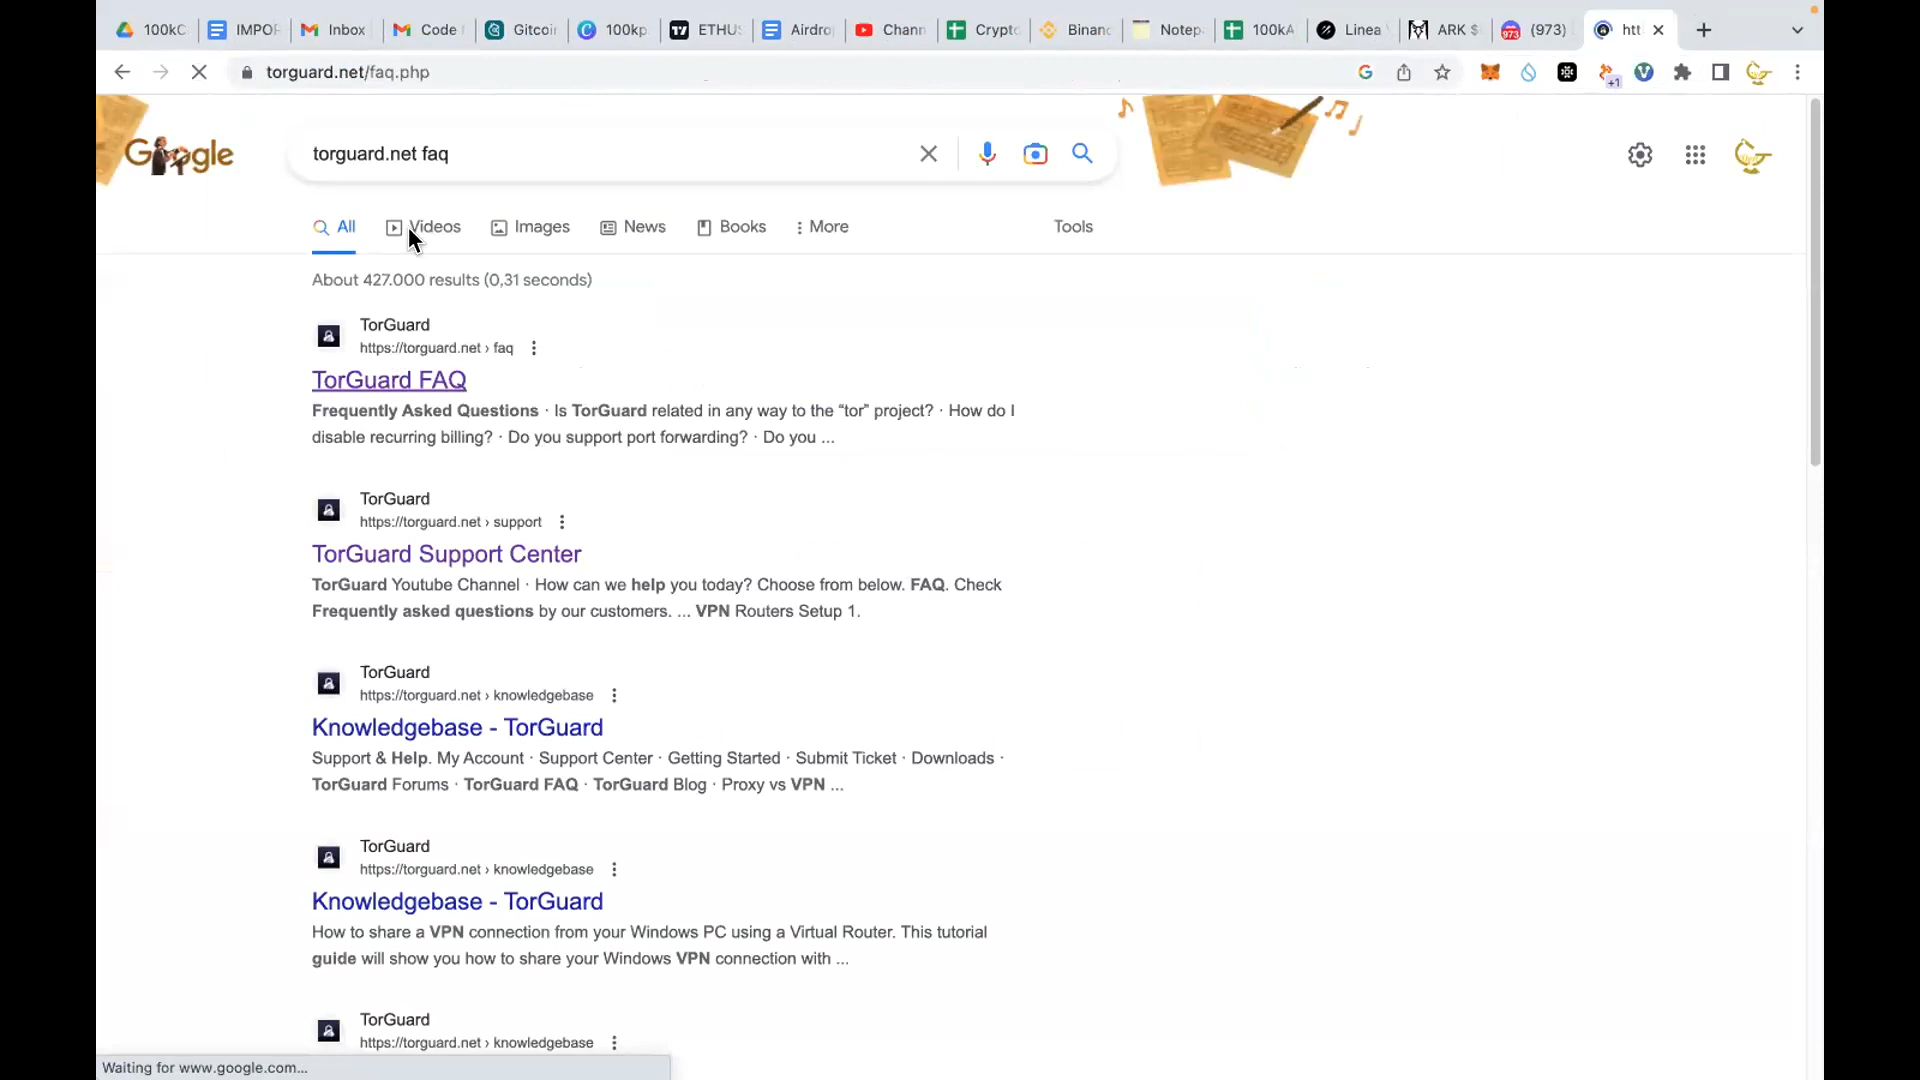 100kC
IMPOR
Inbox
Code
Gitcoin
100kp
ETHUS
Airdro
Chann
Crypto
Binanc
Notep
100kA
Linea
ARK $
973
(973)
htt
torguard.net/faq.php
+1
Google
torguard.net faq
All
Videos
Images
News
Books
More
Tools
About 427.000 results (0,31 seconds)
TorGuard
https://torguard.net › faq
TorGuard FAQ
Frequently Asked Questions · Is TorGuard related in any way to the “tor” project? · How do I
disable recurring billing? · Do you support port forwarding? · Do you ...
TorGuard
https://torguard.net › support
TorGuard Support Center
TorGuard Youtube Channel · How can we help you today? Choose from below. FAQ. Check
Frequently asked questions by our customers. ... VPN Routers Setup 1.
TorGuard
https://torguard.net › knowledgebase
Knowledgebase - TorGuard
Support & Help. My Account · Support Center · Getting Started · Submit Ticket · Downloads ·
TorGuard Forums · TorGuard FAQ · TorGuard Blog · Proxy vs VPN ...
TorGuard
https://torguard.net › knowledgebase
Knowledgebase - TorGuard
How to share a VPN connection from your Windows PC using a Virtual Router. This tutorial
guide will show you how to share your Windows VPN connection with ...
TorGuard
https://torguard.net › knowledgebase
Waiting for www.google.com...